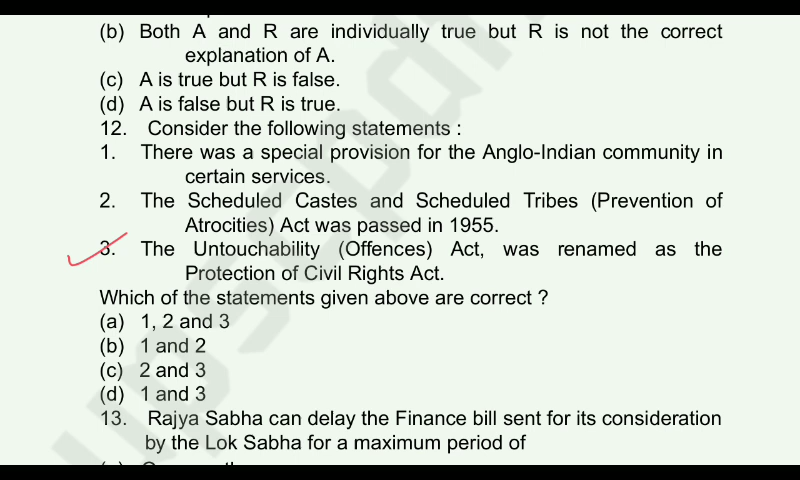 (b) Both A and R are individually true but R is not the correct
explanation of A.
(c) A is true but R is false.
(d) A is false but R is true.
12. Consider the following statements :
1. There was a special provision for the Anglo-Indian community in
certain services.
2. The Scheduled Castes and Scheduled Tribes (Prevention of
Atrocities) Act was passed in 1955.
3. The Untouchability (Offences) Act, was renamed as the
Protection of Civil Rights Act.
Which of the statements given above are correct ?
(a) 1, 2 and 3
(b) 1 and 2
(c) 2 and 3
(d) 1 and 3
13. Rajya Sabha can delay the Finance bill sent for its consideration
by the Lok Sabha for a maximum period of